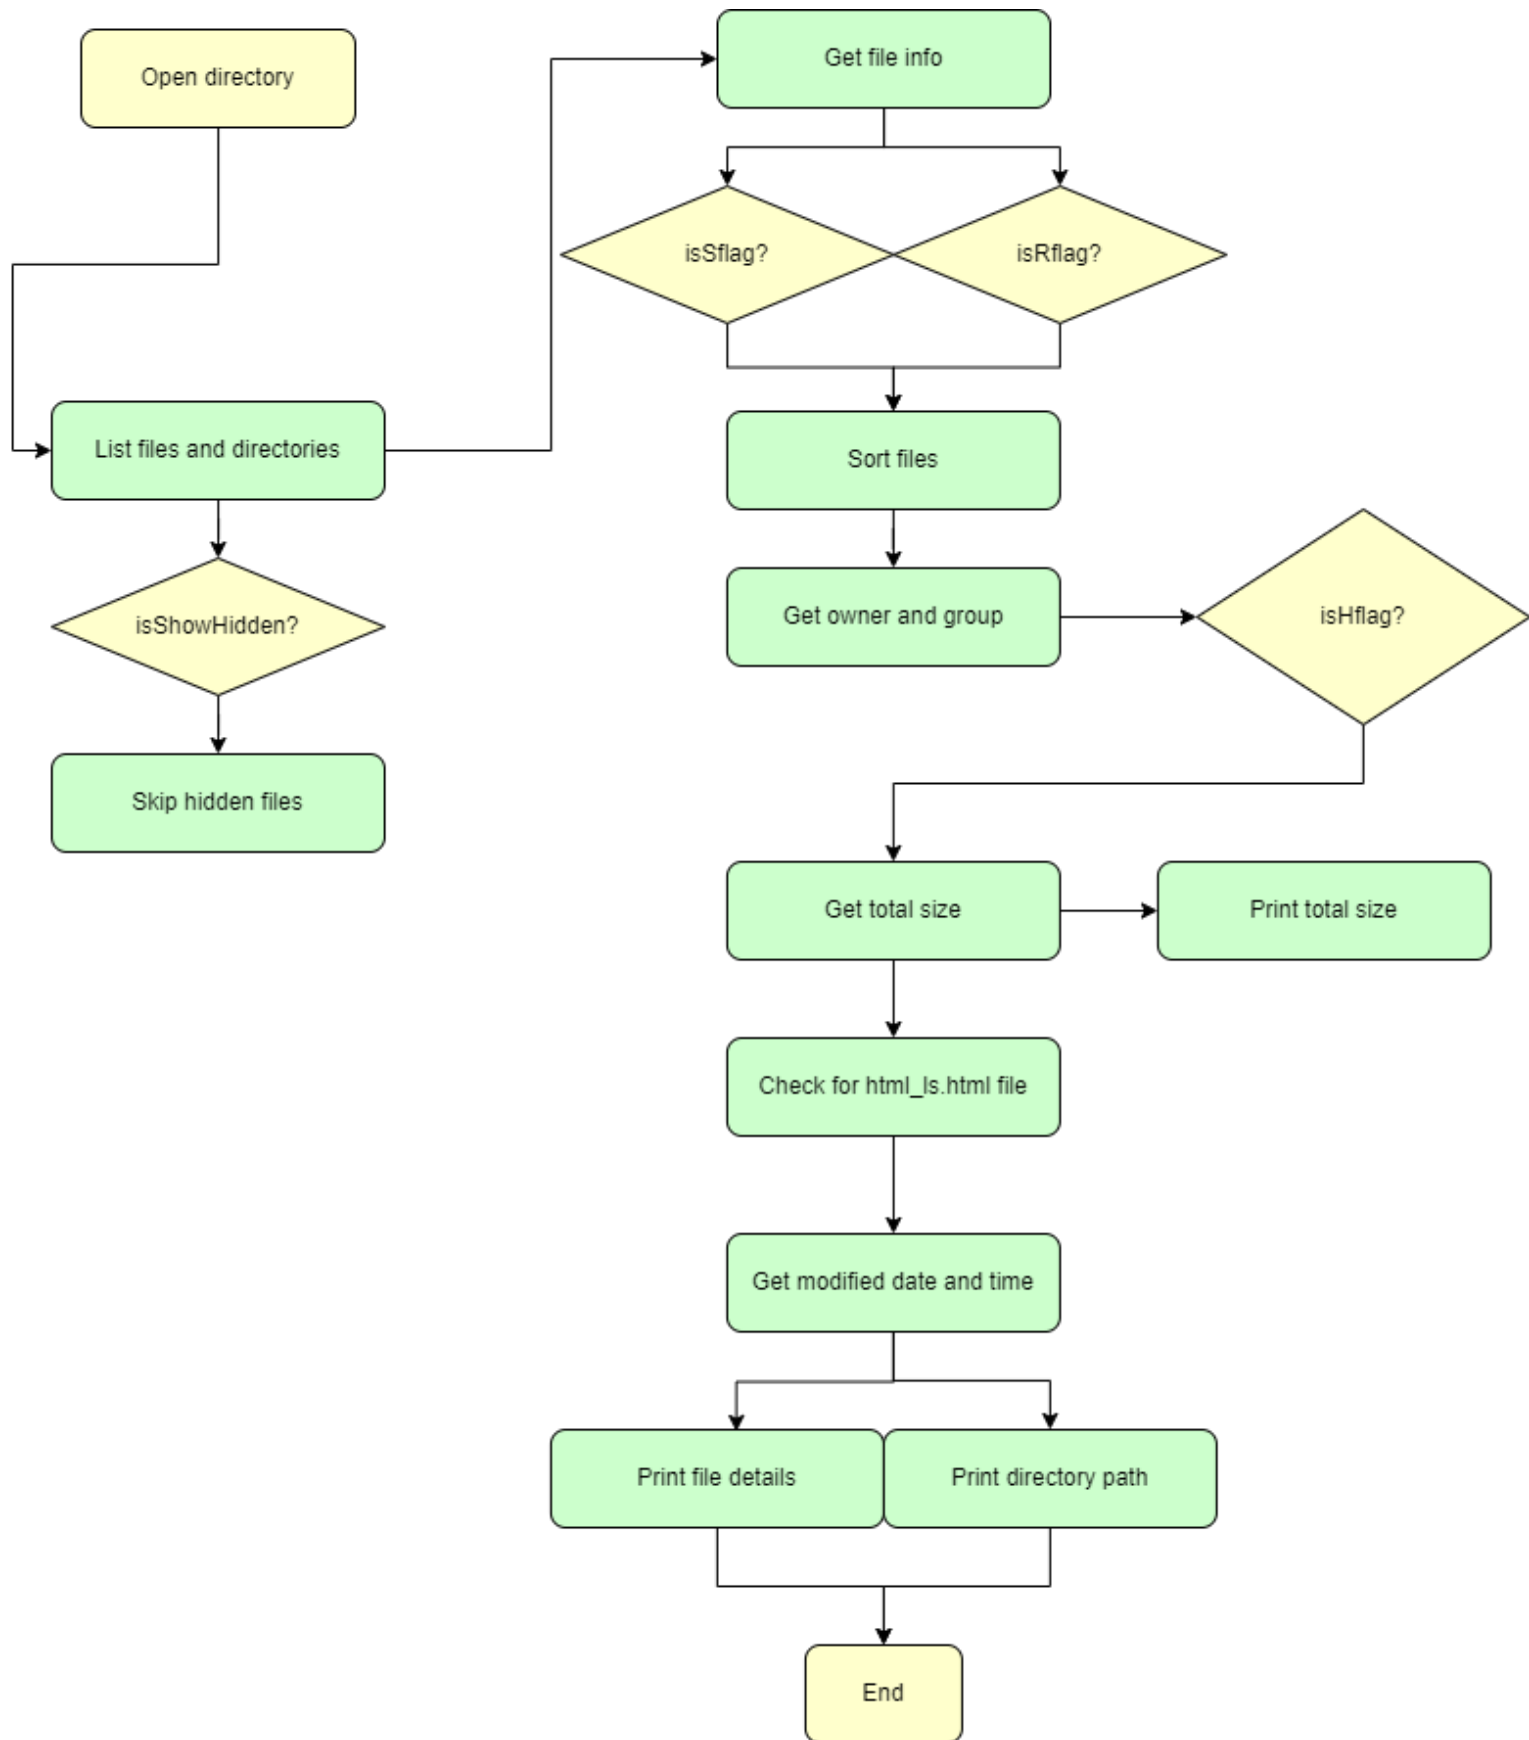 Open directory
List files and directories
isShowHidden?
Skip hidden files
Get file info
isSflag?
isRflag?
Sort files
Get owner and group
isHflag?
Get total size
Print total size
Check for html_ls.html file
Get modified date and time
Print file details
Print directory path
End